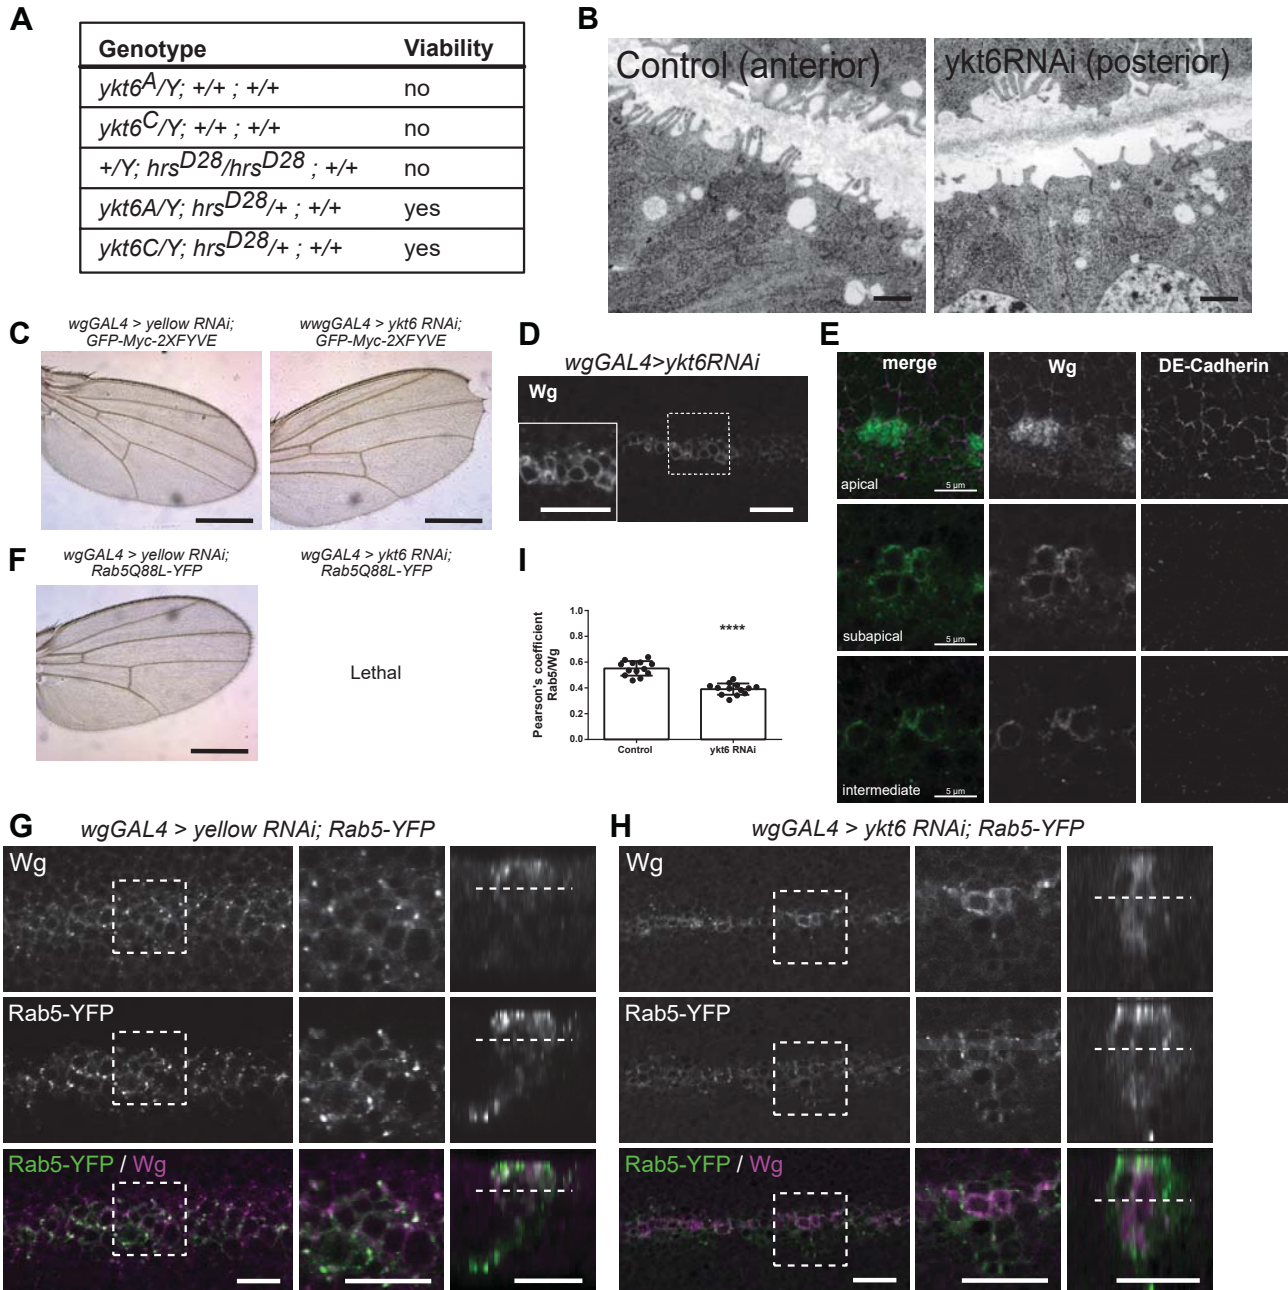 A
Genotype Viability
ykt6A/Y; +/+ ; +/+ no
ykt6C/Y; +/+ ; +/+ no
+/Y; hrsD28/hrsD28 ; +/+ no
ykt6A/Y; hrsD28/+ ; +/+ yes
ykt6C/Y; hrsD28/+ ; +/+ yes
B
Control (anterior)
ykt6RNAi (posterior)
C
wgGAL4 > yellow RNAi;
GFP-Myc-2XFYVE
wwgGAL4 > ykt6 RNAi;
GFP-Myc-2XFYVE
D
wgGAL4>ykt6RNAi
Wg
E
merge
Wg
DE-Cadherin
apical
5 µm
subapical
5 µm
intermediate
5 µm
F
wgGAL4 > yellow RNAi;
Rab5Q88L-YFP
wgGAL4 > ykt6 RNAi;
Rab5Q88L-YFP
Lethal
I
Pearson's coefficient
Rab5/Wg
1.0
0.8
0.6
0.4
0.2
0.0
****
Control
ykt6 RNAi
G
wgGAL4 > yellow RNAi; Rab5-YFP
Wg
Rab5-YFP
Rab5-YFP / Wg
H
wgGAL4 > ykt6 RNAi; Rab5-YFP
Wg
Rab5-YFP
Rab5-YFP / Wg